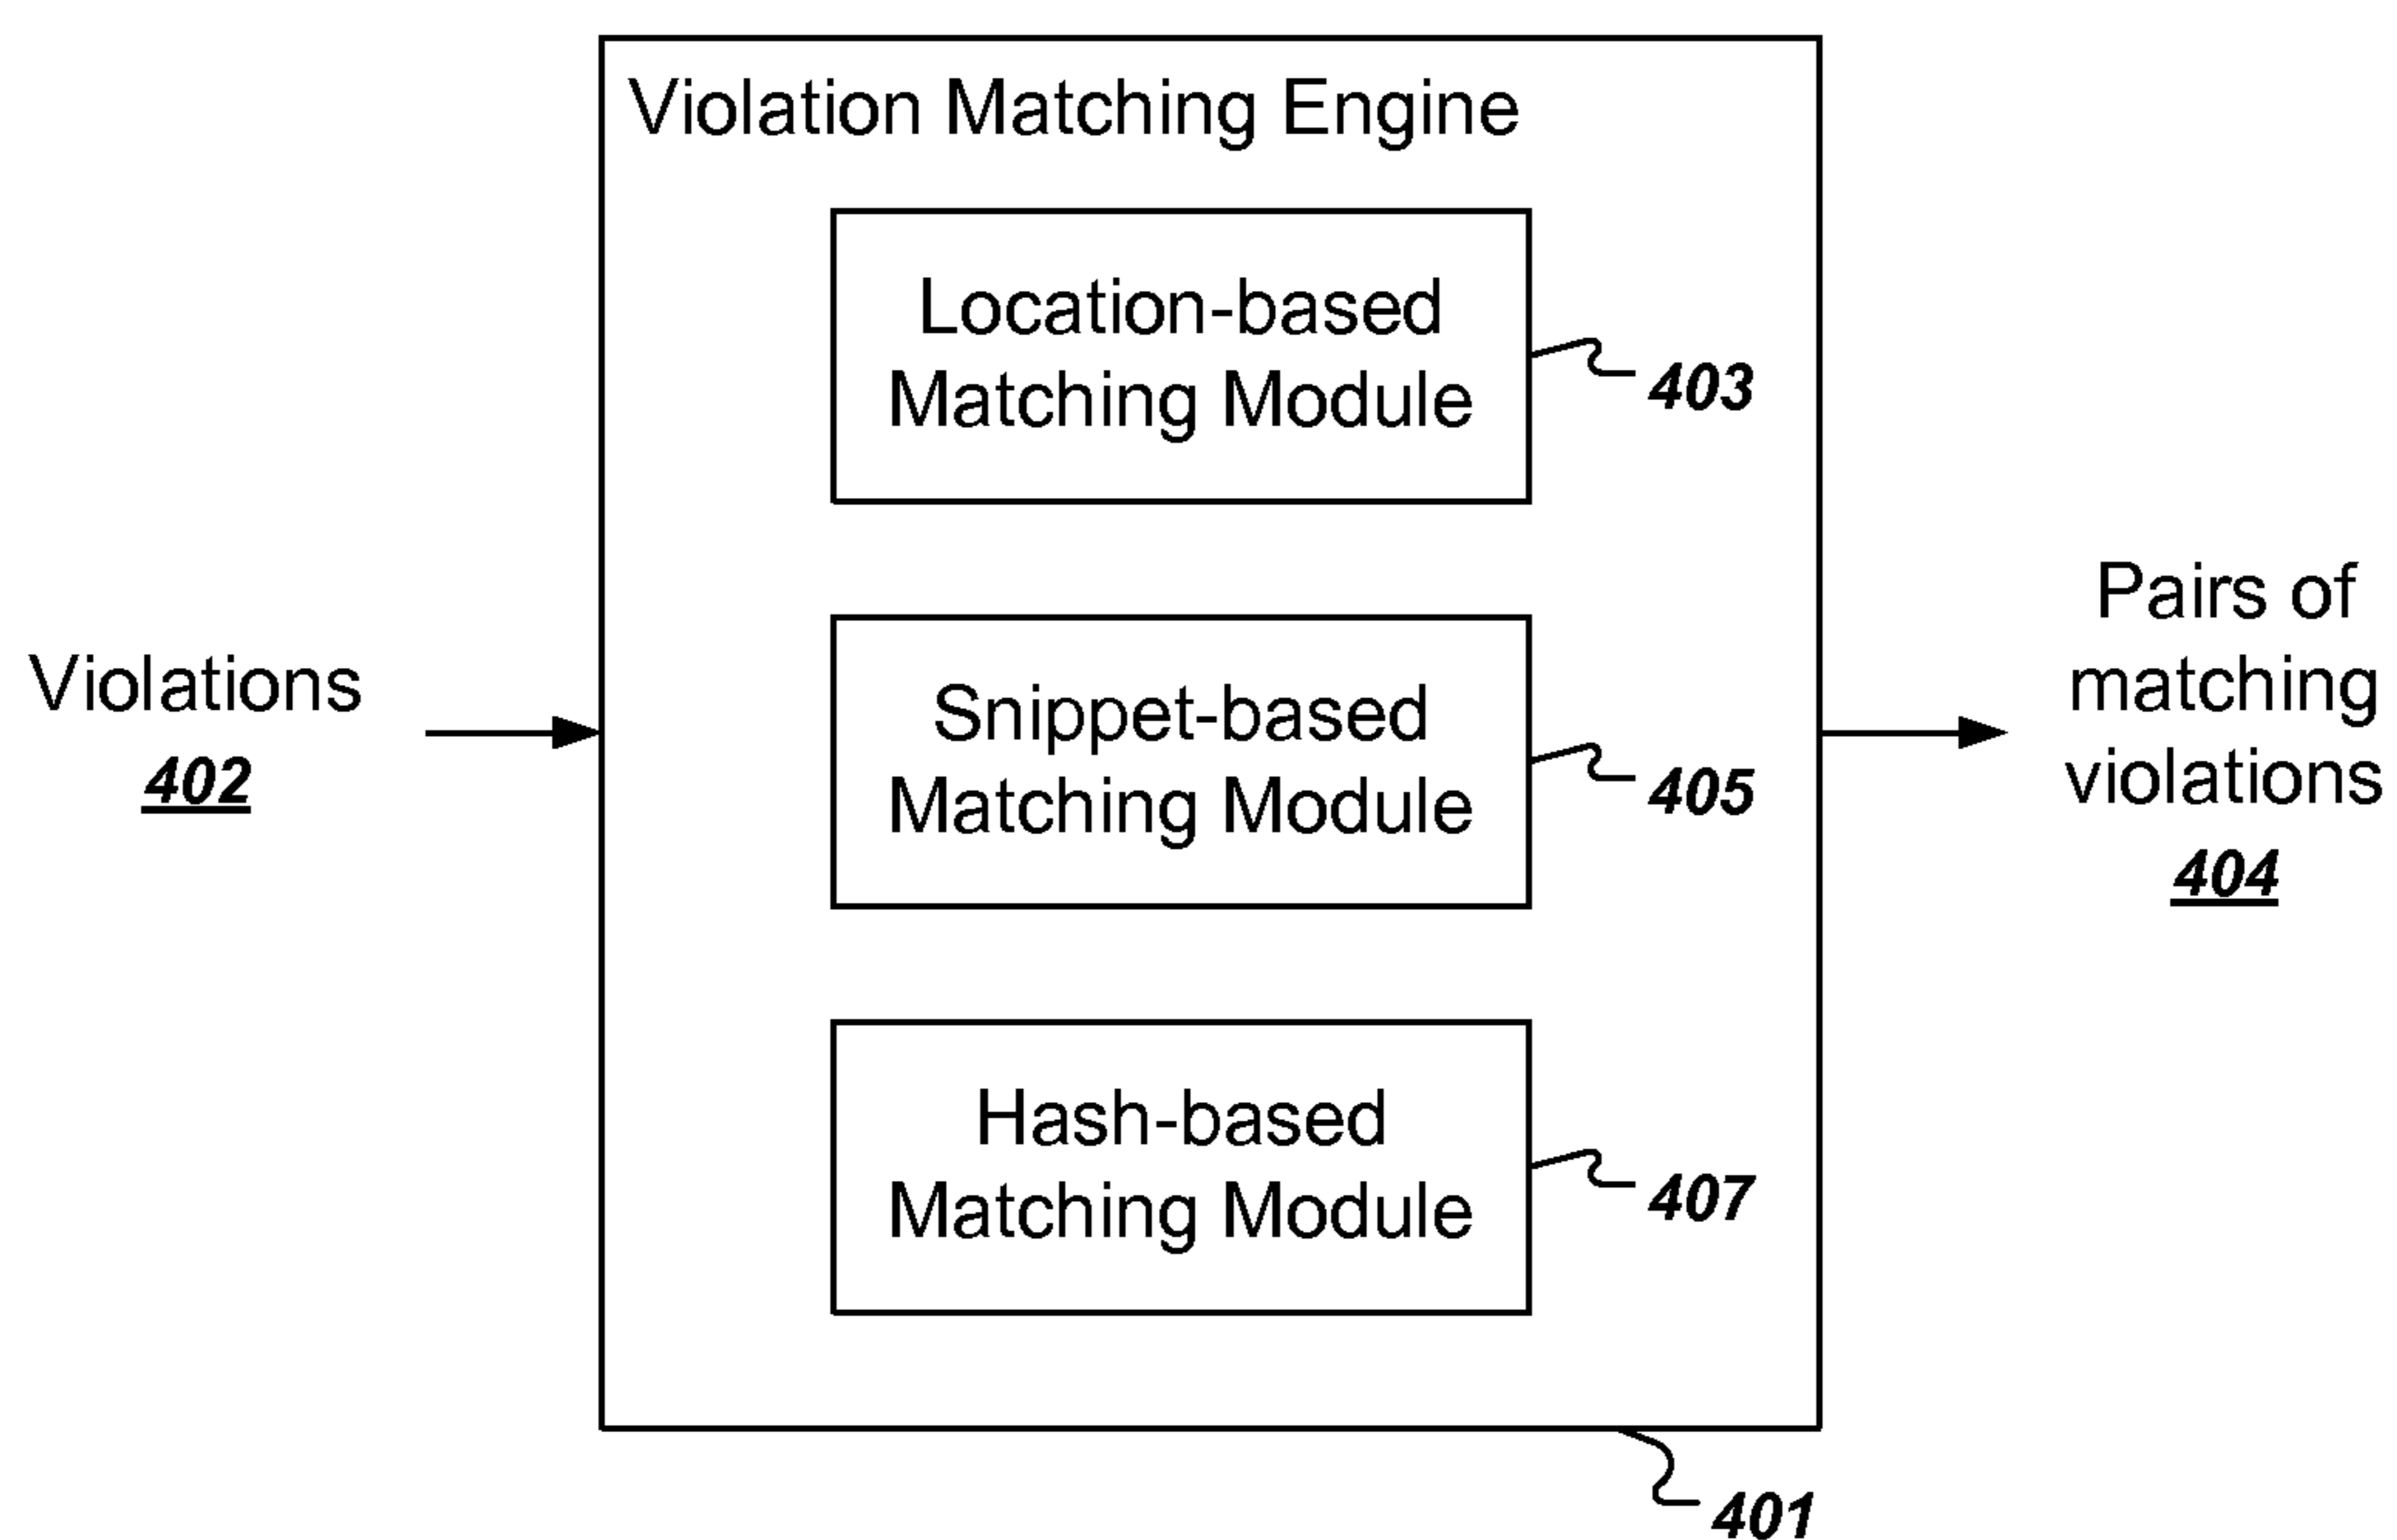 Violation Matching Engine
Location-based
Matching Module
403
Violations
402
Snippet-based
Matching Module
405
Pairs of
matching
violations
404
Hash-based
Matching Module
407
401